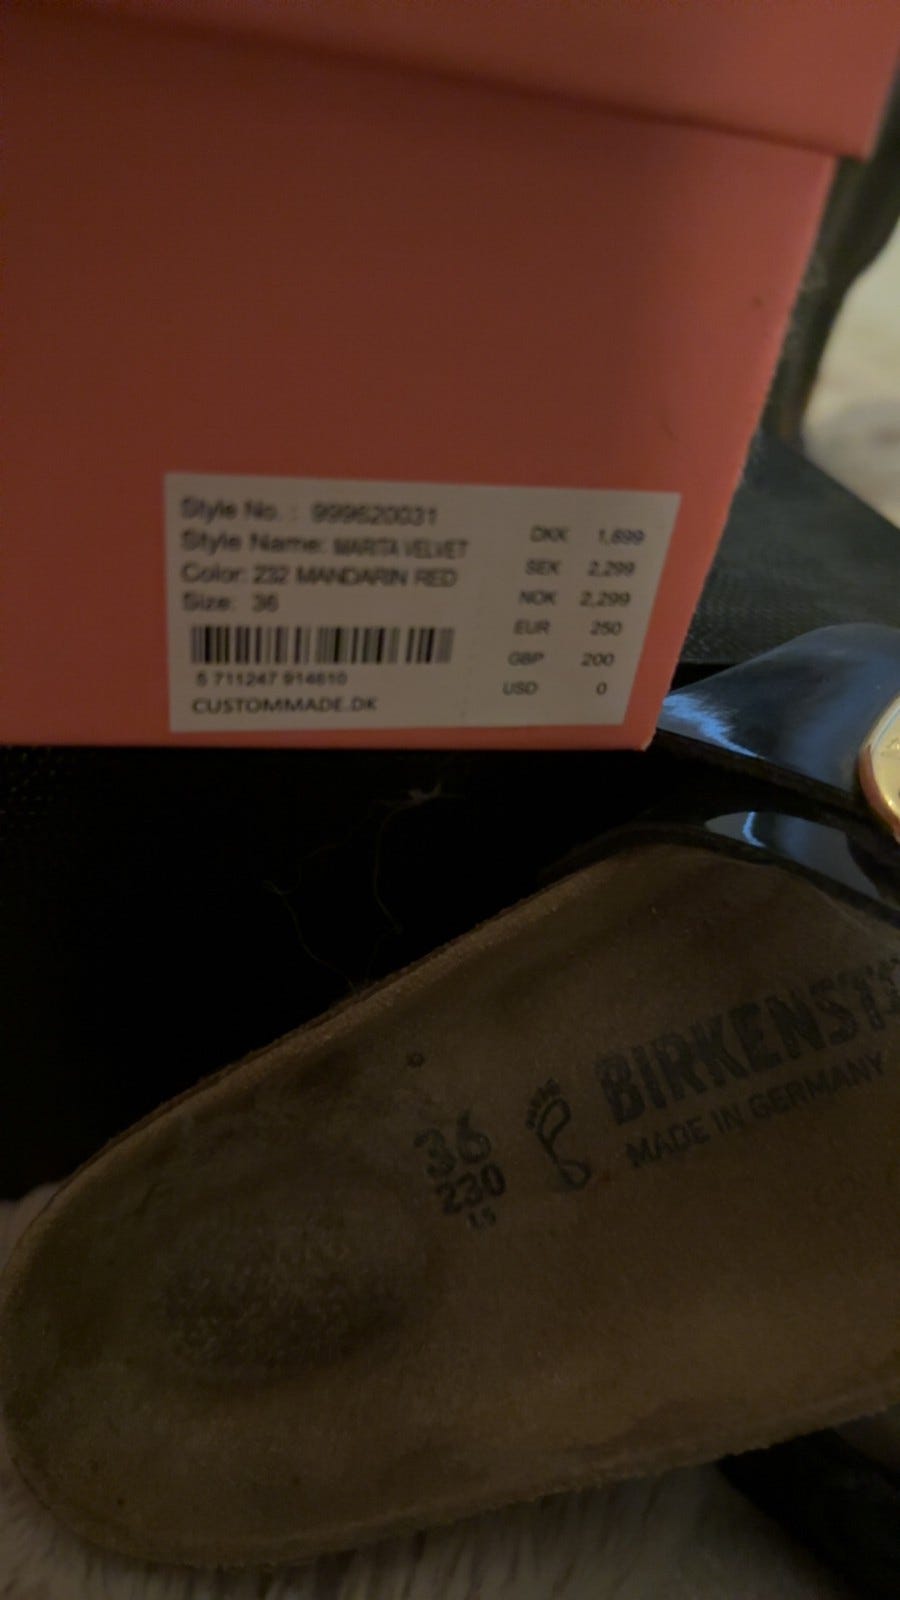 Style No. : 999620031
Style Name: MARITA VELVET
Color: 232 MANDARIN RED
Size: 36
5 711247 914610
CUSTOMMADE.DK
DKK 1,699
SEK 2,299
NOK 2,299
EUR 250
GBP 200
USD 0
BIRKENST
MADE IN GERMANY
36
230